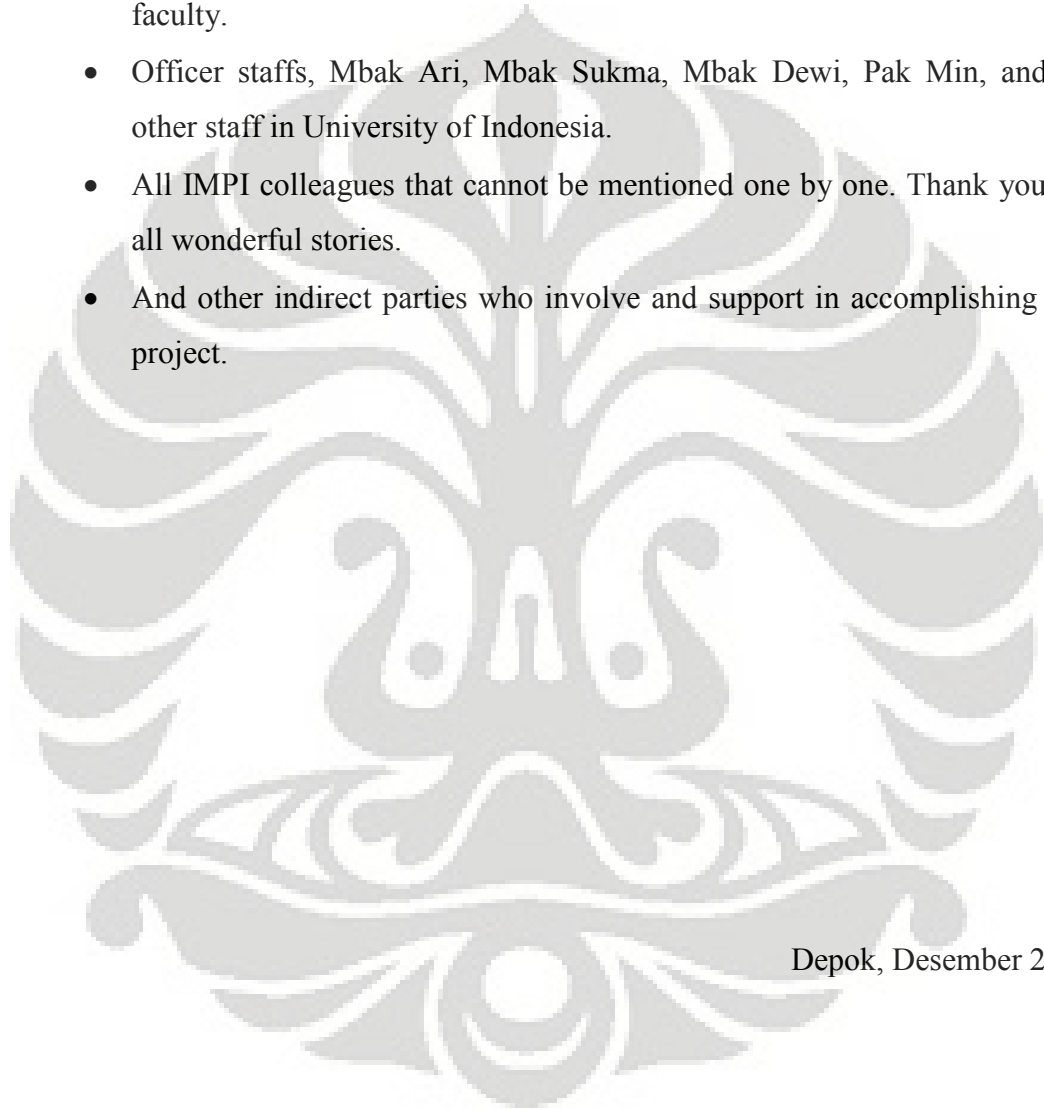 faculty.
• Officer staffs, Mbak Ari, Mbak Sukma, Mbak Dewi, Pak Min, and
other staff in University of Indonesia.
• All IMPI colleagues that cannot be mentioned one by one. Thank you
all wonderful stories.
• And other indirect parties who involve and support in accomplishing
project.
Depok, Desember 2